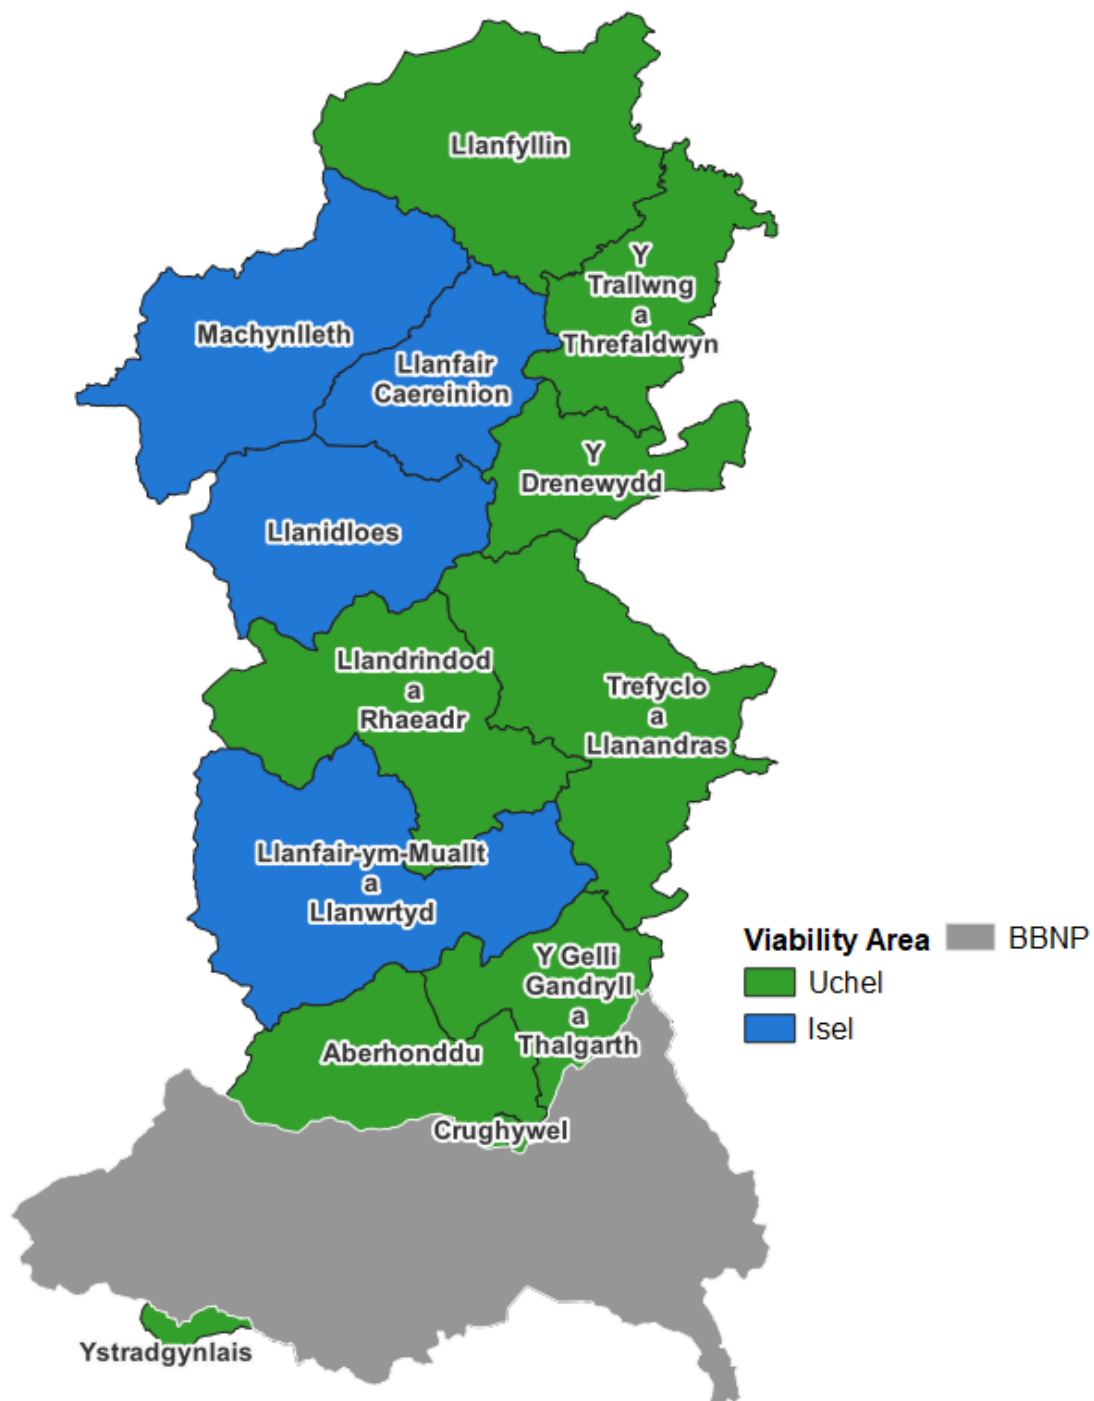 Llanfyllin
Y
Trallwng
a
Threfaldwyn
Machynlleth
Llanfair
Caereinion
Y
Drenewydd
Llanidloes
Llandrindod
a
Rhaeadr
Trefyclo
a
Llanandras
Llanfair-ym-Muallt
a
Llanwrtyd
Y Gelli
Gandryll
a
Thalgarth
Aberhonddu
Crughywel
Ystradgynlais
Viability Area
BBNP
Uchel
Isel